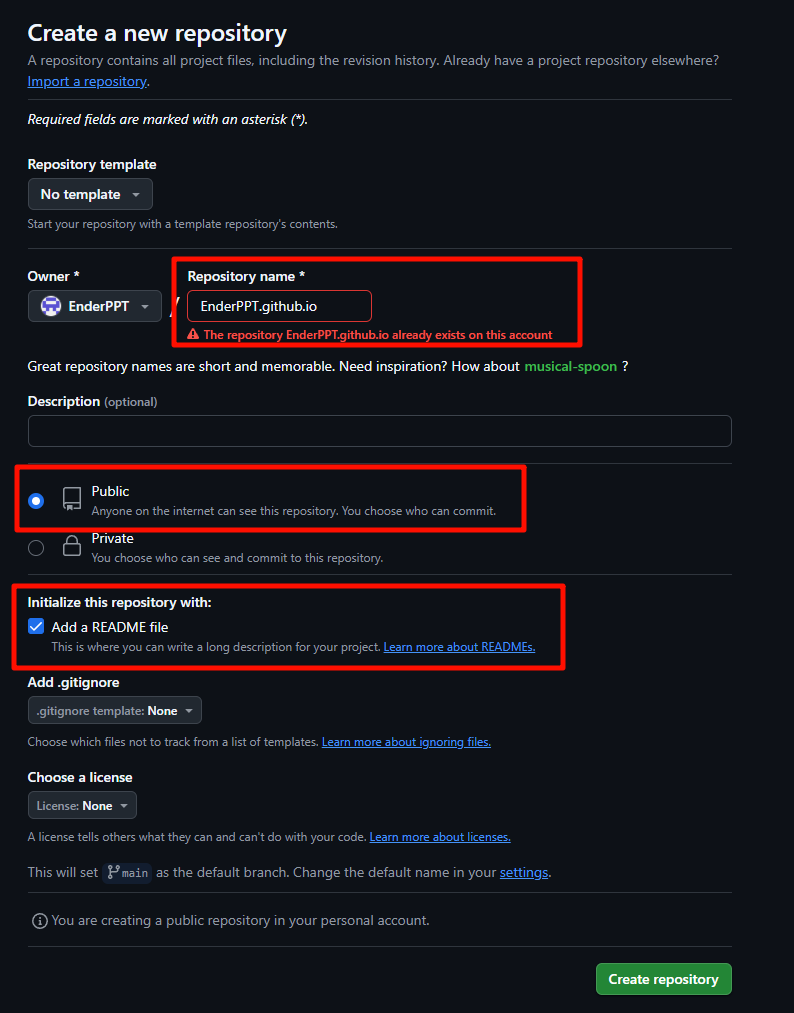 Create a new repository
A repository contains all project files, including the revision history. Already have a project repository elsewhere?
Import a repository.
Required fields are marked with an asterisk (*).
Repository template
No template
Start your repository with a template repository's contents.
Owner *
Repository name *
EnderPPT
/
EnderPPT.github.io
The repository EnderPPT.github.io already exists on this account
Great repository names are short and memorable. Need inspiration? How about musical-spoon ?
Description (optional)
Public
Anyone on the internet can see this repository. You choose who can commit.
Private
You choose who can see and commit to this repository.
Initialize this repository with:
Add a README file
This is where you can write a long description for your project. Learn more about READMEs.
Add .gitignore
.gitignore template: None
Choose which files not to track from a list of templates. Learn more about ignoring files.
Choose a license
License: None
A license tells others what they can and can't do with your code. Learn more about licenses.
This will set main as the default branch. Change the default name in your settings.
You are creating a public repository in your personal account.
Create repository